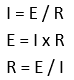 I = E / R
E = I x R
R = E / I